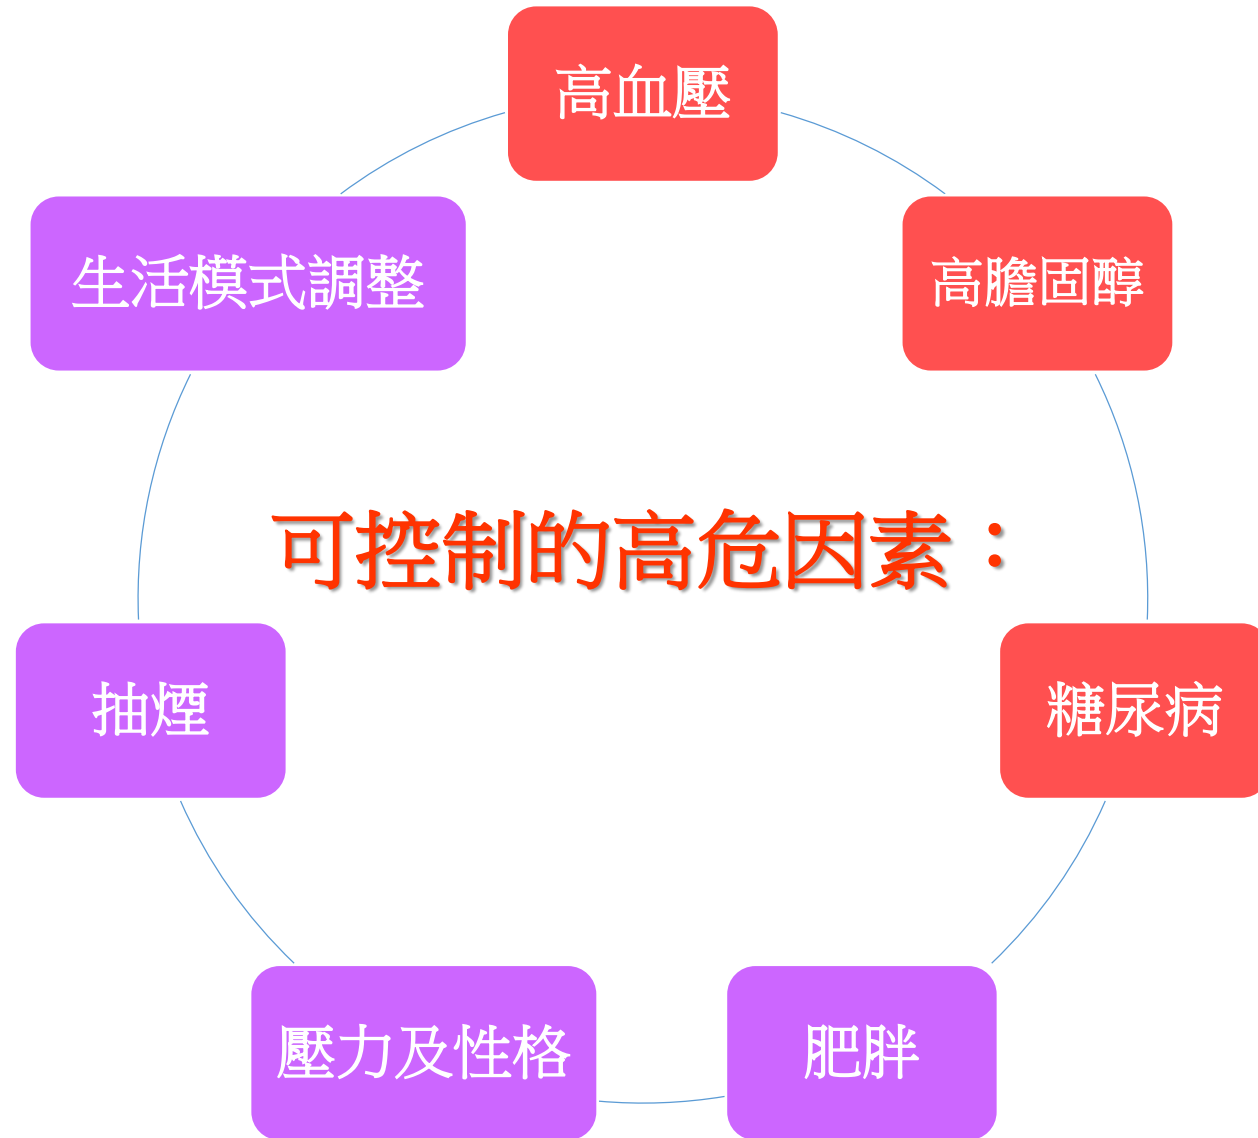 高血壓
生活模式調整
高膽固醇
可控制的高危因素：
抽煙
糖尿病
壓力及性格
肥胖